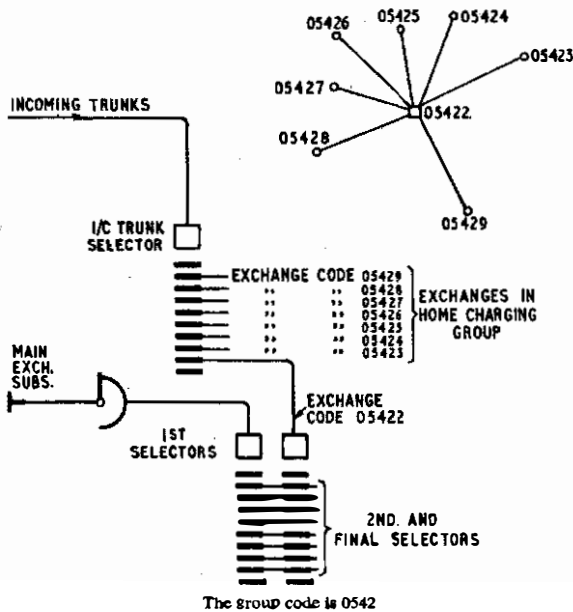 05426
05425
05424
05423
05427
05422
05428
05429
INCOMING TRUNKS
I/C TRUNK
SELECTOR
EXCHANGE CODE 05429
" " 05428
" " 05427
" " 05426
" " 05425
" " 05424
" " 05423
EXCHANGES IN
HOME CHARGING
GROUP
MAIN
EXCH.
SUBS.
EXCHANGE
CODE 05422
1ST
SELECTORS
2ND. AND
FINAL SELECTORS
The group code is 0542